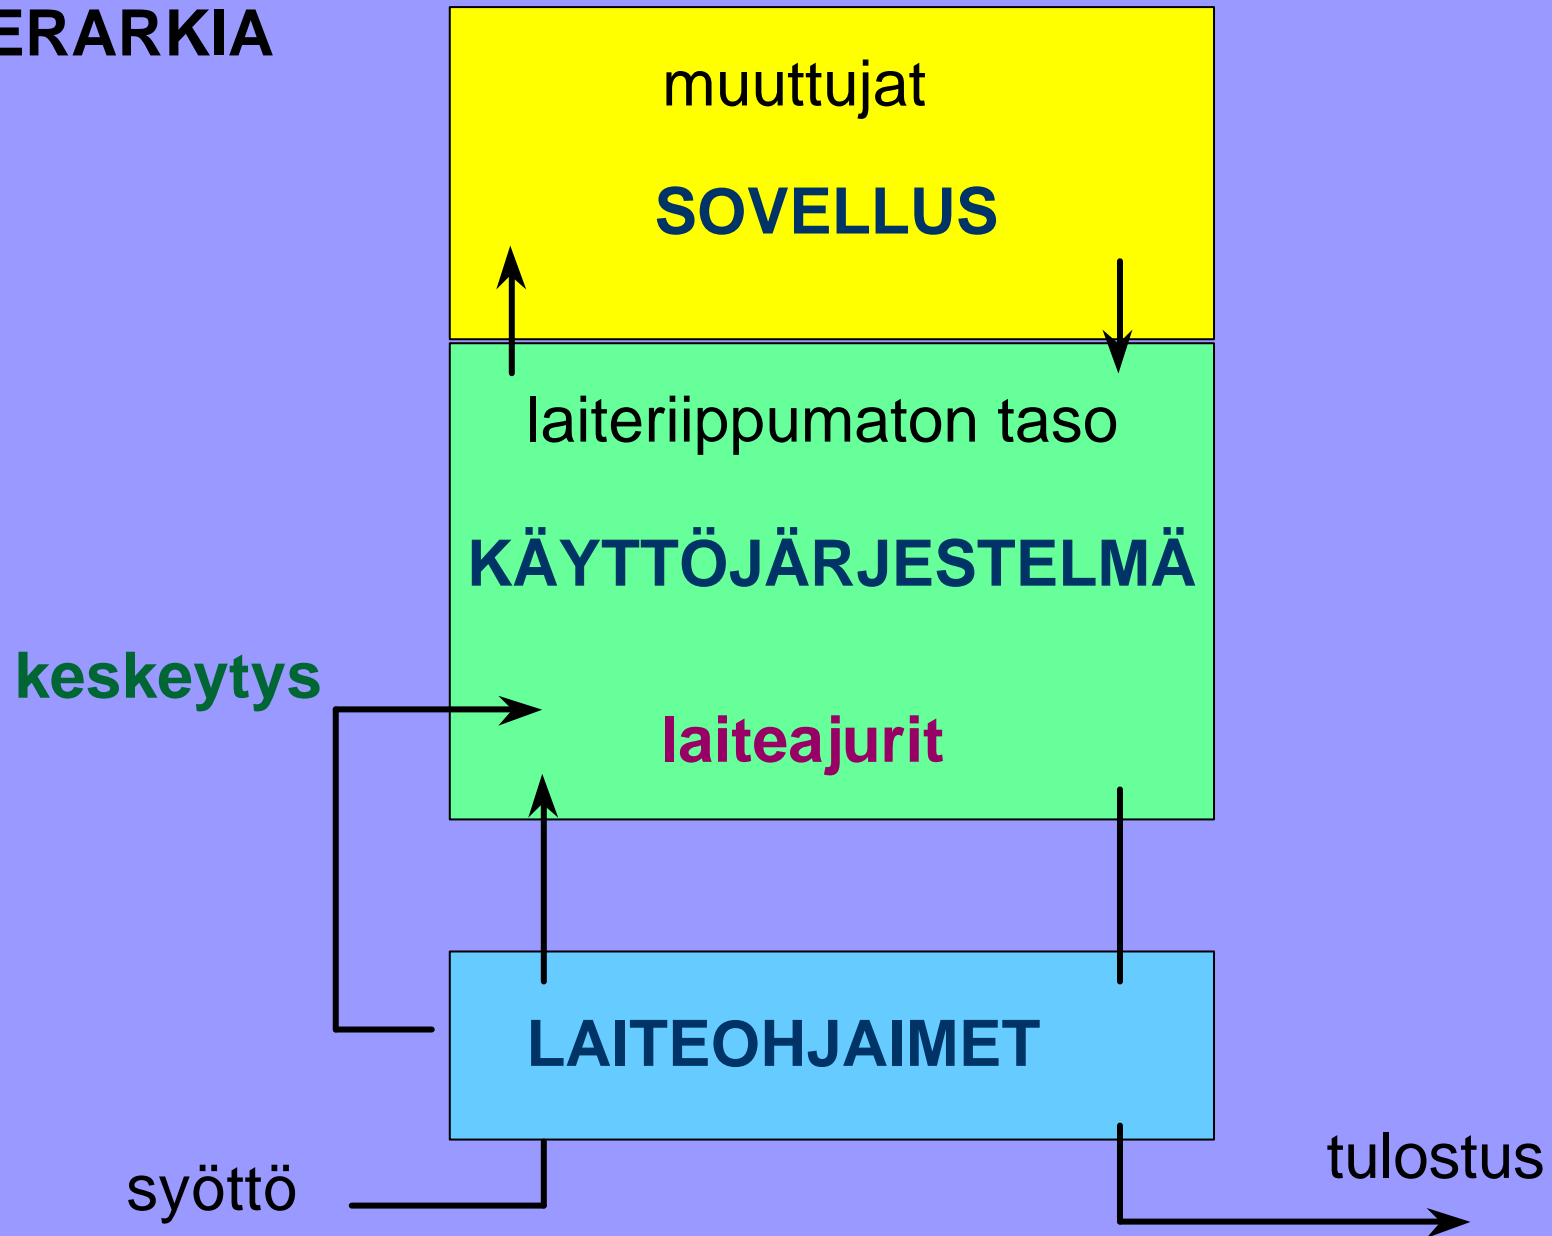 ERARKIA
muuttujat
SOVELLUS
laiteriippumaton taso
KÄYTTÖJÄRJESTELMÄ
keskeytys
laiteajurit
LAITEOHJAIMET
syöttö
tulostus